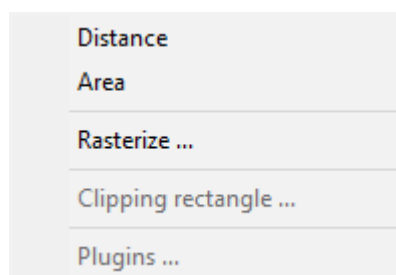 Distance
Area
Rasterize ...
Clipping rectangle ...
Plugins ...